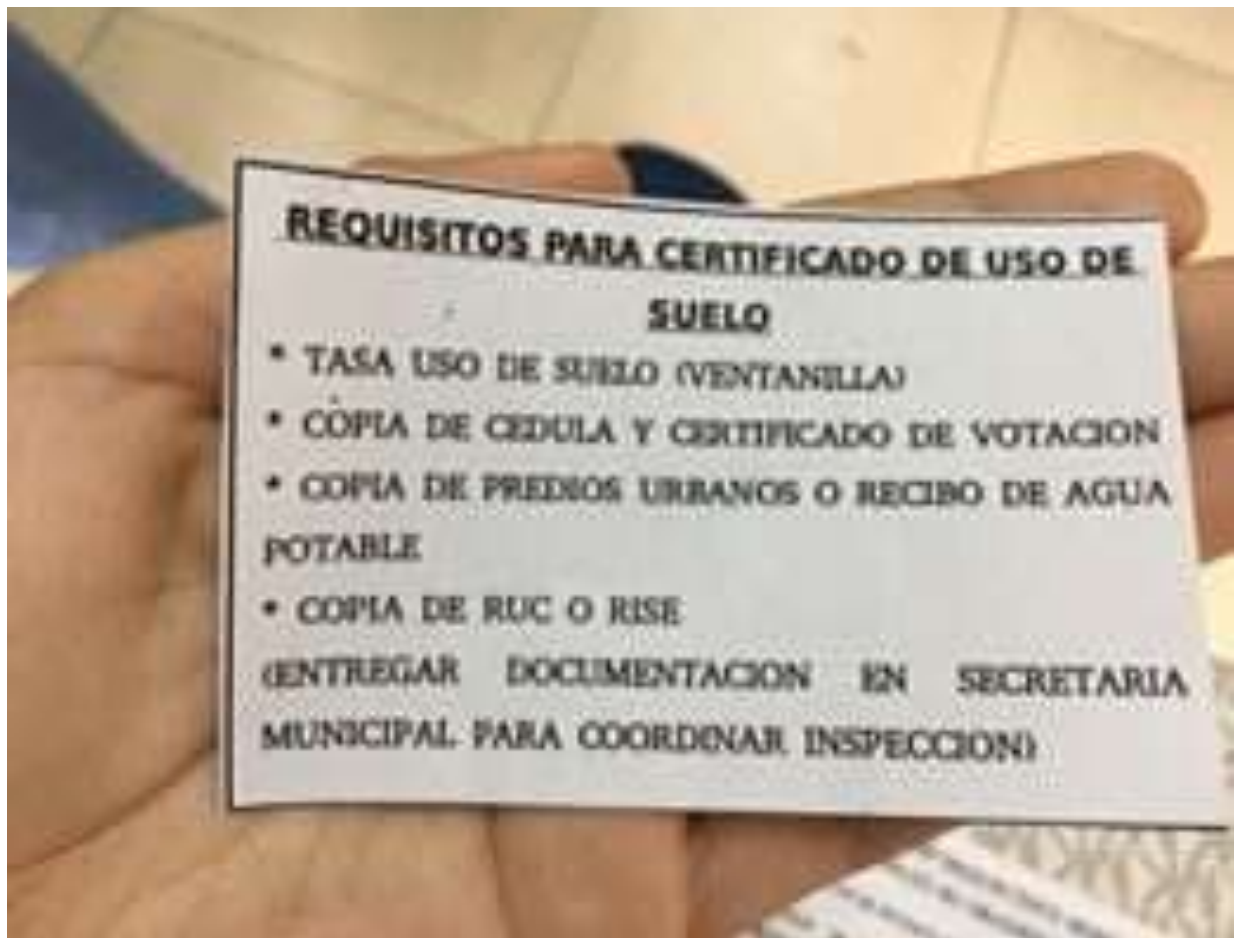 REQUISITOS PARA CERTIFICADO DE USO DE
SUELO
* TASA USO DE SUELO (VENTANILLA)
* COPIA DE CEDULA Y CERTIFICADO DE VOTACION
* COPIA DE PREDIOS URBANOS O RECIBO DE AGUA
POTABLE
* COPIA DE RUC O RISE
(ENTREGAR DOCUMENTACION EN SECRETARIA
MUNICIPAL PARA COORDINAR INSPECCION)